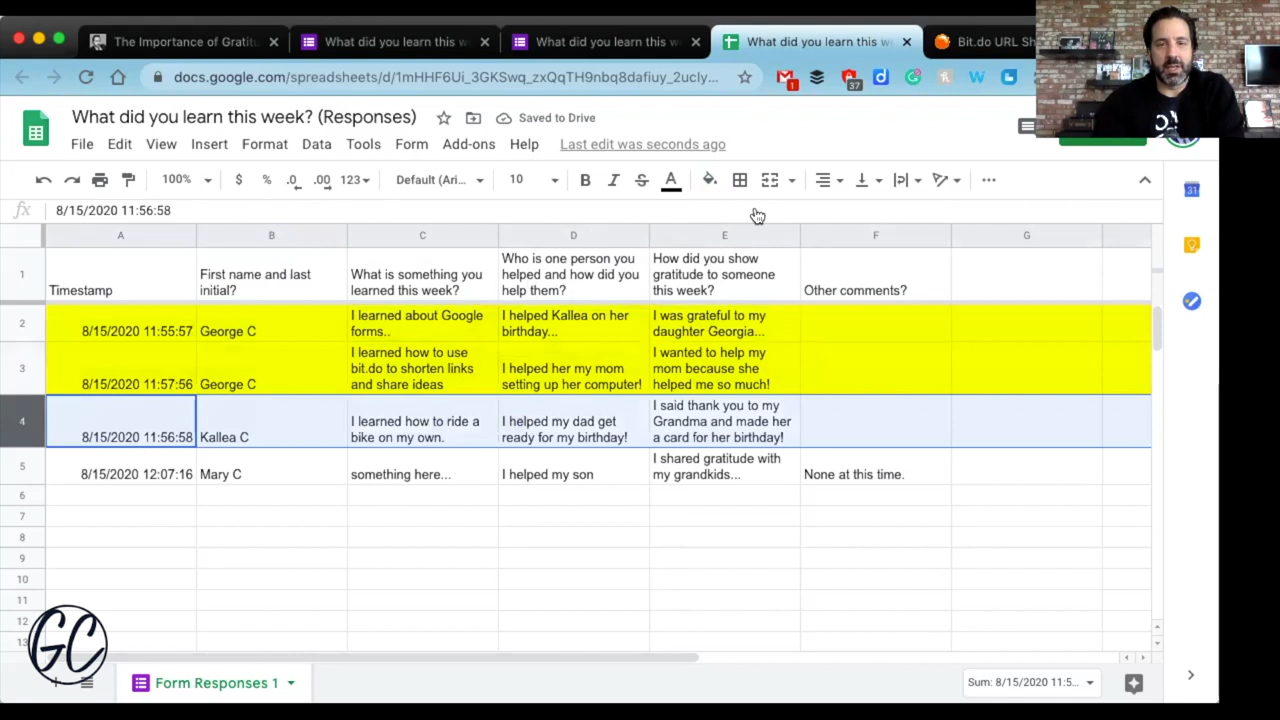 The Importance of Gratit
What did you learn this w
What did you learn this w
What did you learn this w
Bit.do URL Sh
docs.google.com/spreadsheets/d/1mHHF6Ui_3GKSwq_zxQqTH9nbq8dafiuy_2ucly...
1
37
What did you learn this week? (Responses)
Saved to Drive
File Edit View Insert Format Data Tools Form Add-ons Help Last edit was seconds ago
100% $ % .0 .00 123 Default (Ari... 10 B I S A
fx 8/15/2020 11:56:58
A B C D E F G
1
Timestamp
First name and last
initial?
What is something you
learned this week?
Who is one person you
helped and how did you
help them?
How did you show
gratitude to someone
this week?
Other comments?
2
8/15/2020 11:55:57
George C
I learned about Google
forms..
I helped Kallea on her
birthday...
I was grateful to my
daughter Georgia...
3
8/15/2020 11:57:56
George C
I learned how to use
bit.do to shorten links
and share ideas
I helped her my mom
setting up her computer!
I wanted to help my
mom because she
helped me so much!
4
8/15/2020 11:56:58
Kallea C
I learned how to ride a
bike on my own.
I helped my dad get
ready for my birthday!
I said thank you to my
Grandma and made her
a card for her birthday!
5
8/15/2020 12:07:16
Mary C
something here...
I helped my son
I shared gratitude with
my grandkids...
None at this time.
6
7
8
9
10
11
12
13
GC
Form Responses 1
Sum: 8/15/2020 11:5...
31